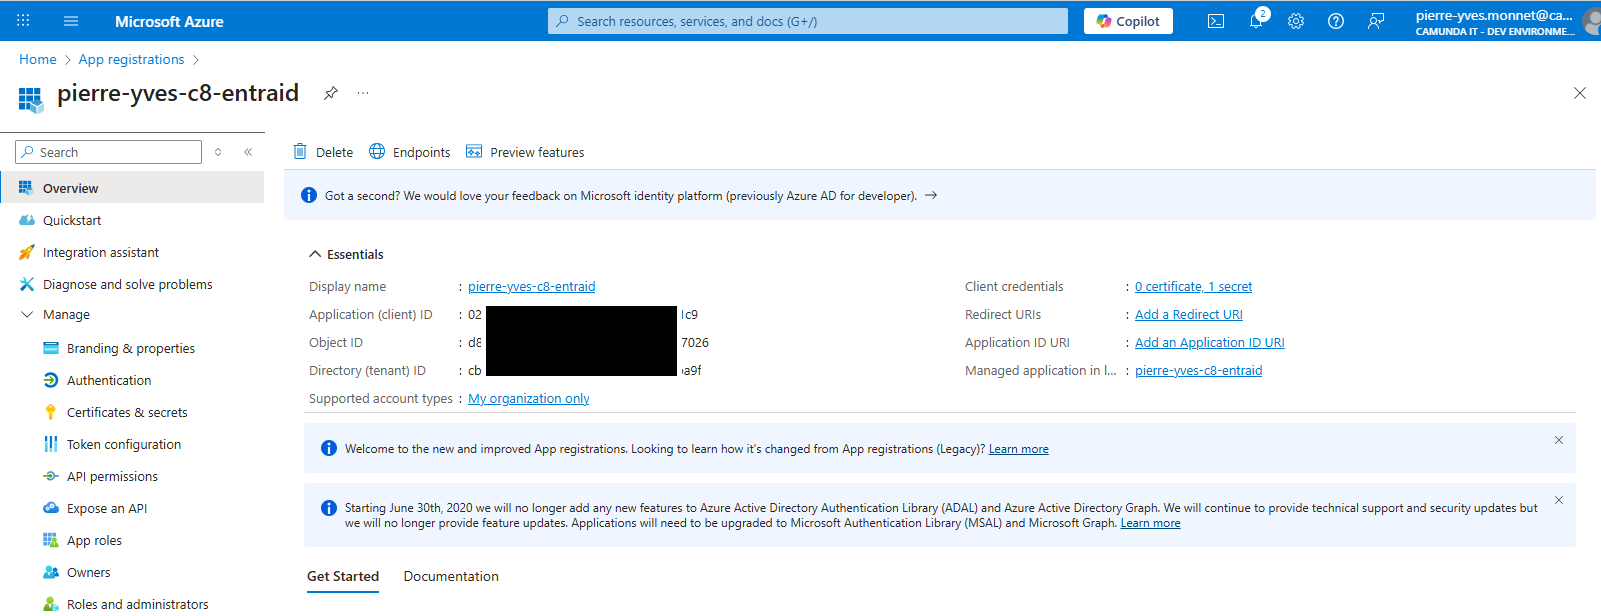 Microsoft Azure
Search resources, services, and docs (G+/)
Copilot
2
pierre-yves.monnet@ca...
CAMUNDA IT - DEV ENVIRONME...
Home > App registrations >
pierre-yves-c8-entraid
...
Search
Delete
Endpoints
Preview features
Overview
Quickstart
Integration assistant
Diagnose and solve problems
Manage
Branding & properties
Authentication
Certificates & secrets
Token configuration
API permissions
Expose an API
App roles
Owners
Roles and administrators
Got a second? We would love your feedback on Microsoft identity platform (previously Azure AD for developer). →
Essentials
Display name : pierre-yves-c8-entraid
Application (client) ID : 02 1c9
Object ID : d8 7026
Directory (tenant) ID : cb a9f
Supported account types : My organization only
Client credentials : 0 certificate, 1 secret
Redirect URIs : Add a Redirect URI
Application ID URI : Add an Application ID URI
Managed application in l... : pierre-yves-c8-entraid
Welcome to the new and improved App registrations. Looking to learn how it's changed from App registrations (Legacy)? Learn more
Starting June 30th, 2020 we will no longer add any new features to Azure Active Directory Authentication Library (ADAL) and Azure Active Directory Graph. We will continue to provide technical support and security updates but
we will no longer provide feature updates. Applications will need to be upgraded to Microsoft Authentication Library (MSAL) and Microsoft Graph. Learn more
Get Started
Documentation